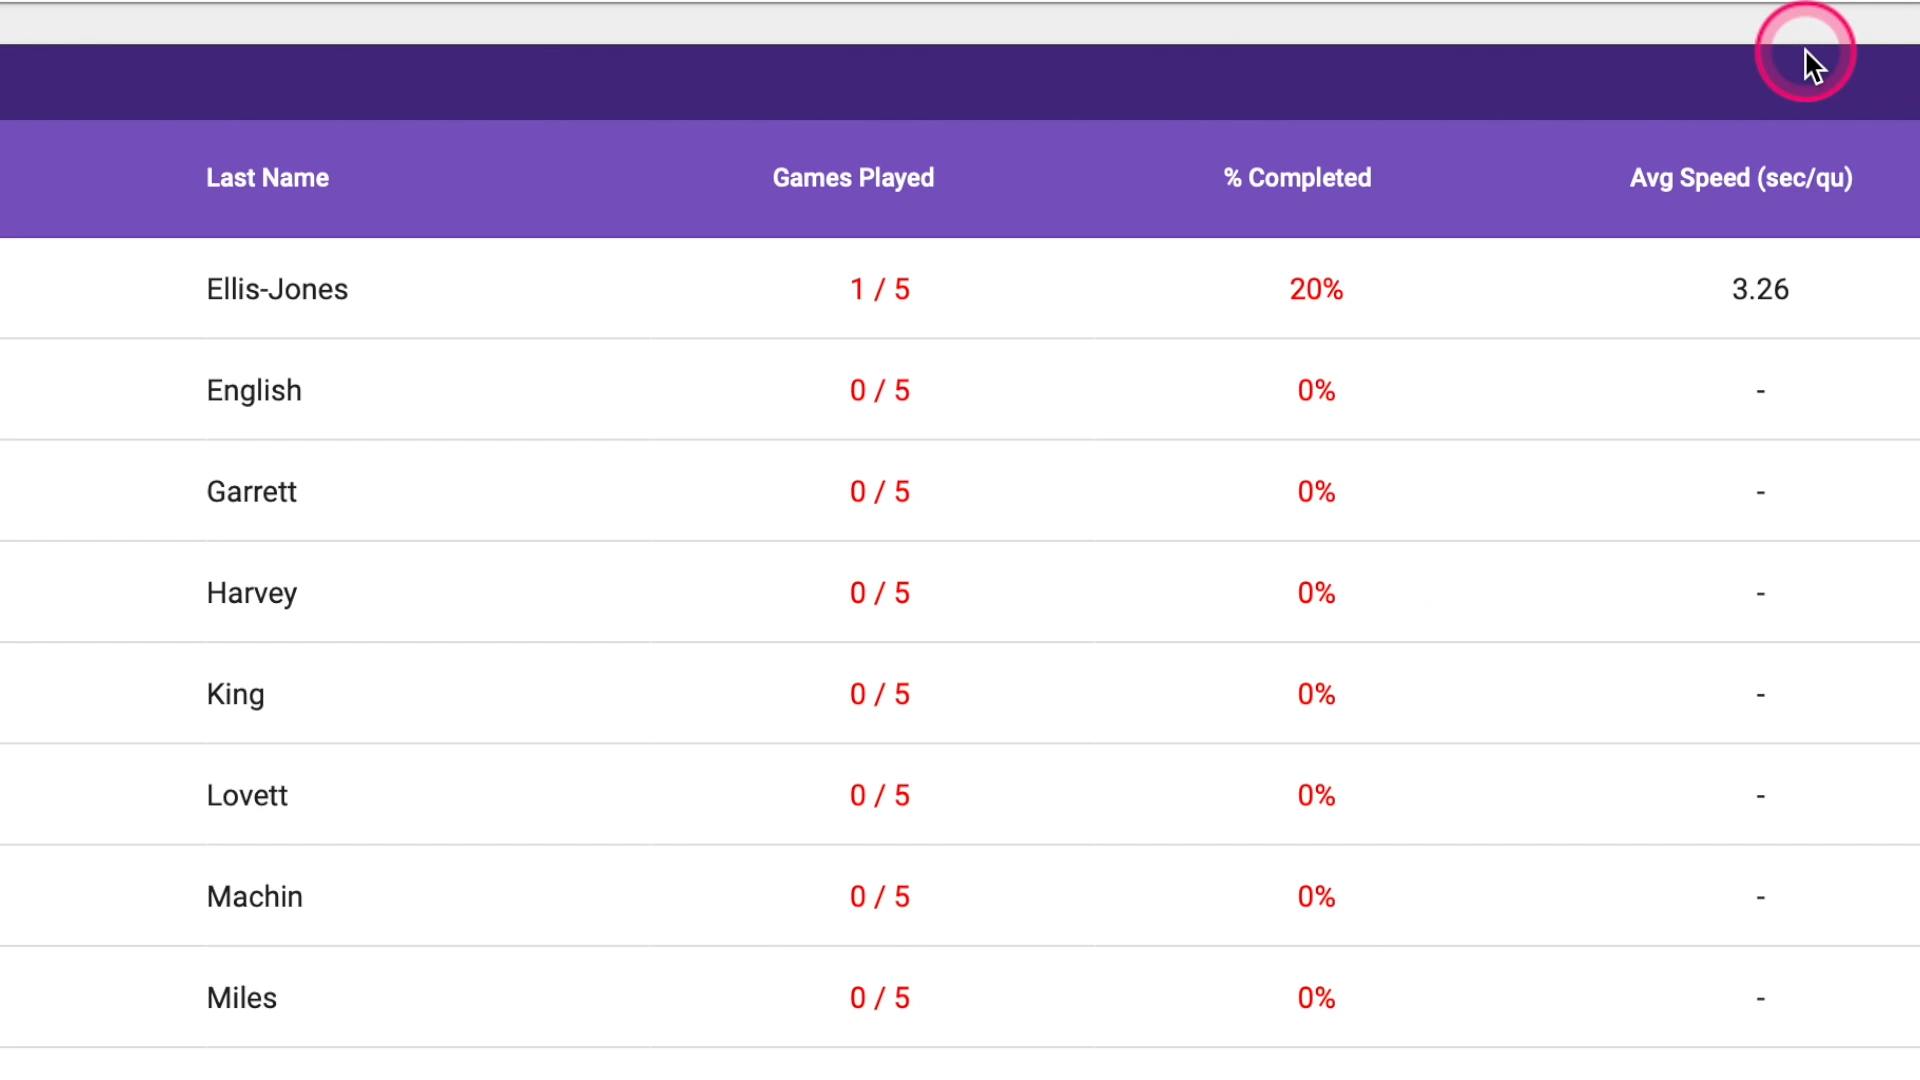 Last Name Games Played % Completed Avg Speed (sec/qu)
Ellis-Jones 1 / 5 20% 3.26
English 0 / 5 0% -
Garrett 0 / 5 0% -
Harvey 0 / 5 0% -
King 0 / 5 0% -
Lovett 0 / 5 0% -
Machin 0 / 5 0% -
Miles 0 / 5 0% -